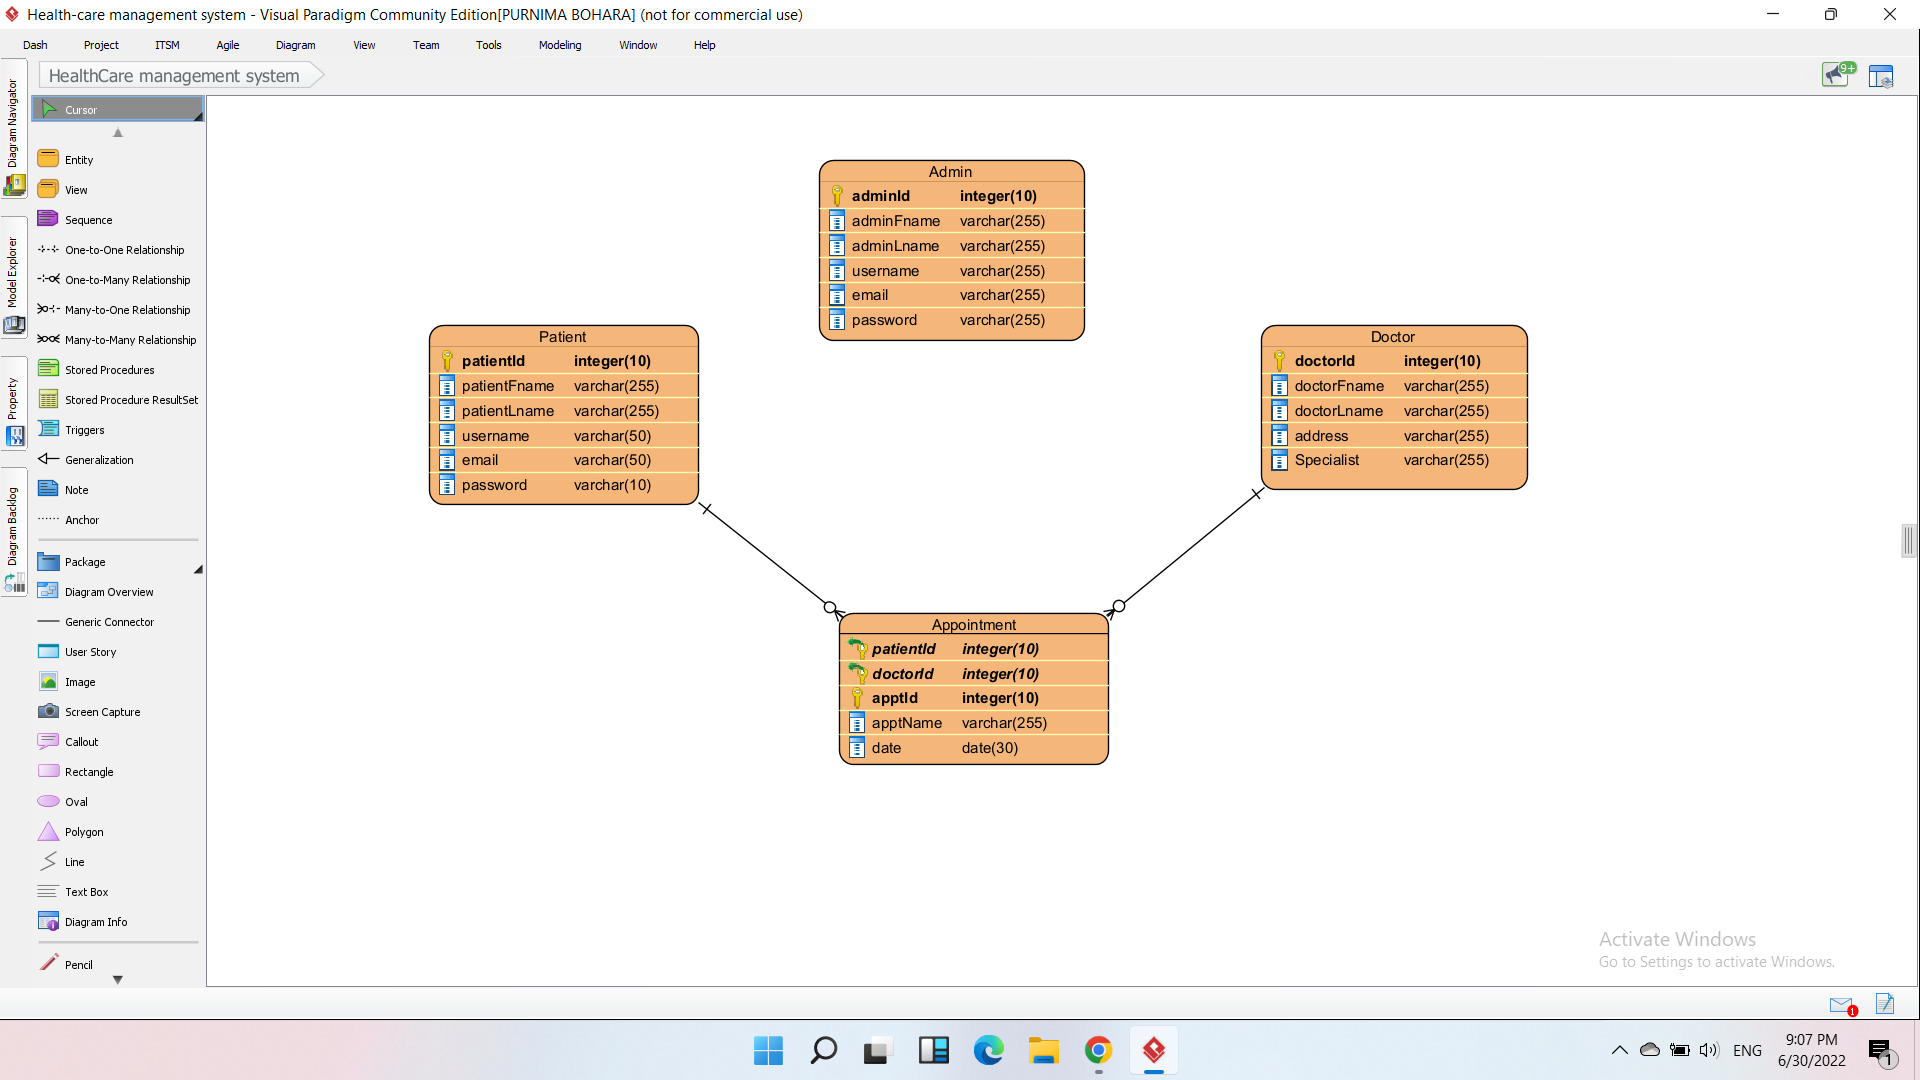 Health-care management system - Visual Paradigm Community Edition[PURNIMA BOHARA] (not for commercial use)
Dash Project ITSM Agile Diagram View Team Tools Modeling Window Help
HealthCare management system
9+
Diagram Navigator
Model Explorer
Property
Diagram Backlog
Cursor
Entity
View
Sequence
One-to-One Relationship
One-to-Many Relationship
Many-to-One Relationship
Many-to-Many Relationship
Stored Procedures
Stored Procedure ResultSet
Triggers
Generalization
Note
Anchor
Package
Diagram Overview
Generic Connector
User Story
Image
Screen Capture
Callout
Rectangle
Oval
Polygon
Line
Text Box
Diagram Info
Pencil
Admin
adminId integer(10)
adminFname varchar(255)
adminLname varchar(255)
username varchar(255)
email varchar(255)
password varchar(255)
Patient
patientId integer(10)
patientFname varchar(255)
patientLname varchar(255)
username varchar(50)
email varchar(50)
password varchar(10)
Doctor
doctorId integer(10)
doctorFname varchar(255)
doctorLname varchar(255)
address varchar(255)
Specialist varchar(255)
Appointment
patientId integer(10)
doctorId integer(10)
apptId integer(10)
apptName varchar(255)
date date(30)
Activate Windows
Go to Settings to activate Windows.
1
ENG
9:07 PM
6/30/2022
1